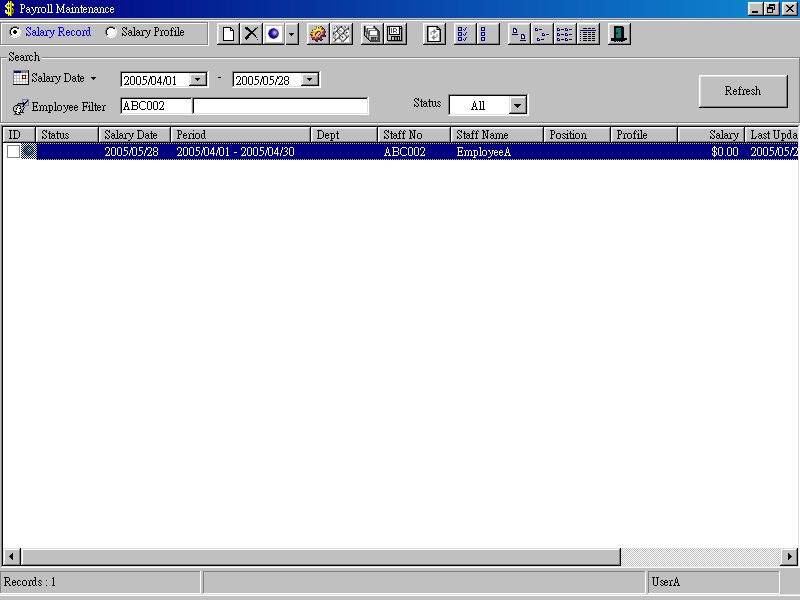 Payroll Maintenance
Salary Record Salary Profile
Search
Salary Date 2005/04/01 - 2005/05/28
Employee Filter ABC002 Status All Refresh
ID Status Salary Date Period Dept Staff No Staff Name Position Profile Salary Last Upda
2005/05/28 2005/04/01 - 2005/04/30 ABC002 EmployeeA $0.00 2005/05/2
Records : 1 UserA